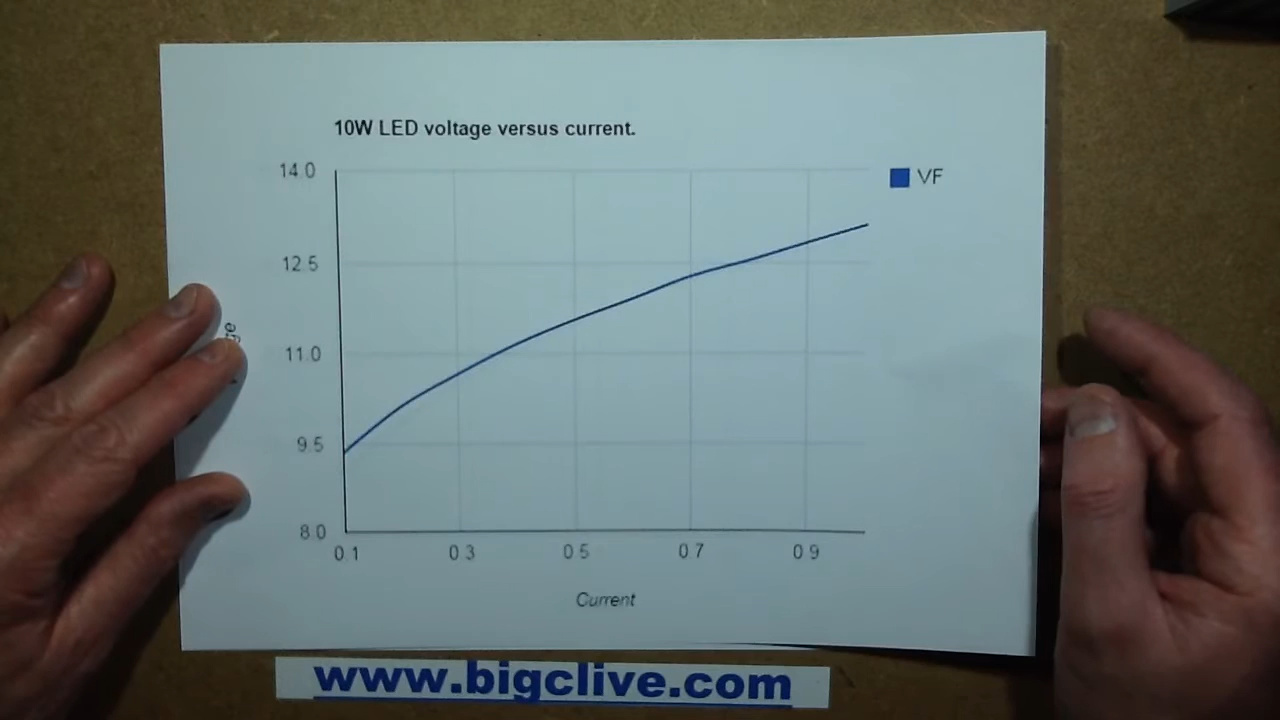 10W LED voltage versus current.
14.0
VF
12.5
11.0
9.5
8.0
0.1 0.3 0.5 0.7 0.9
Current
www.bigclive.com